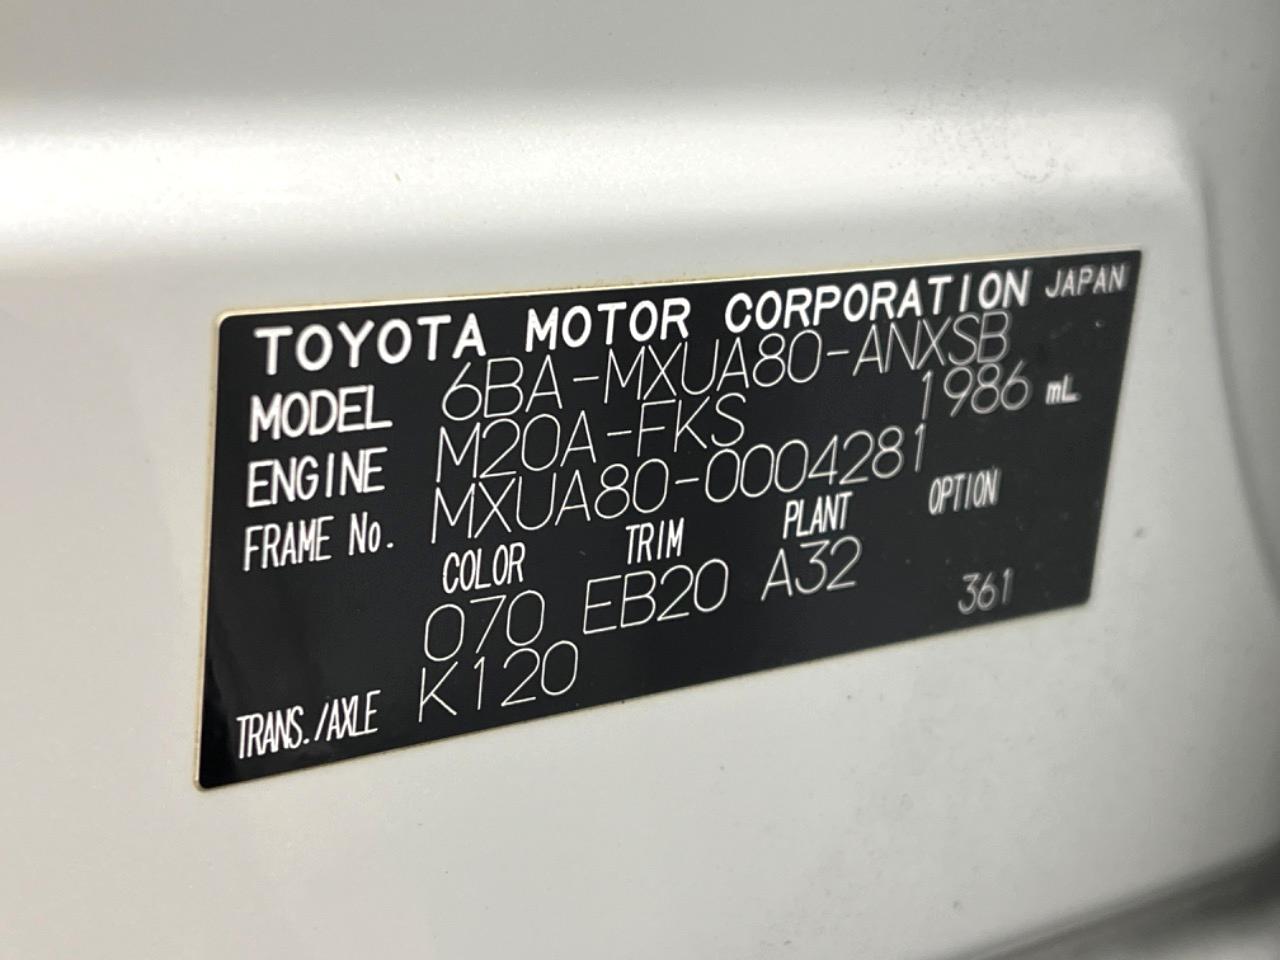 TOYOTA MOTOR CORPORATION JAPAN
MODEL 6BA-MXUA80-ANXSB
ENGINE M20A-FKS 1986 mL
FRAME No. MXUA80-0004281
COLOR TRIM PLANT OPTION
070 EB20 A32 361
TRANS./AXLE K120